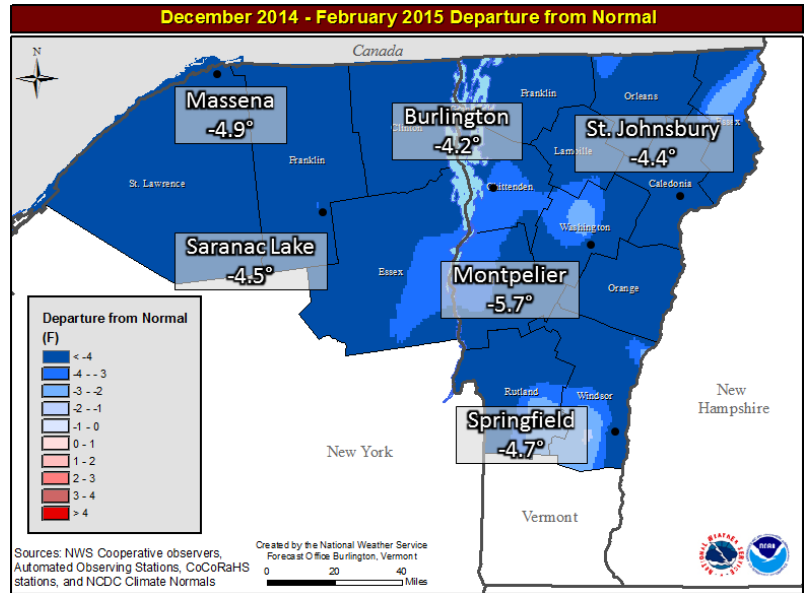 December 2014 - February 2015 Departure from Normal
Canada
N
Massena
-4.9°
Burlington
-4.2°
St. Johnsbury
-4.4°
Franklin
Orleans
Essex
Clinton
Franklin
Lamoille
St. Lawrence
Chittenden
Caledonia
Washington
Saranac Lake
-4.5°
Essex
Montpelier
-5.7°
Orange
Departure from Normal
(F)
< -4
-4 - -3
-3 - -2
-2 - -1
-1 - 0
0 - 1
1 - 2
2 - 3
3 - 4
> 4
Rutland
Windsor
Springfield
-4.7°
New
Hampshire
New York
Vermont
Sources: NWS Cooperative observers,
Automated Observing Stations, CoCoRaHS
stations, and NCDC Climate Normals
Created by the National Weather Service
Forecast Office Burlington, Vermont
0 20 40
Miles
NATIONAL WEATHER SERVICE
NOAA